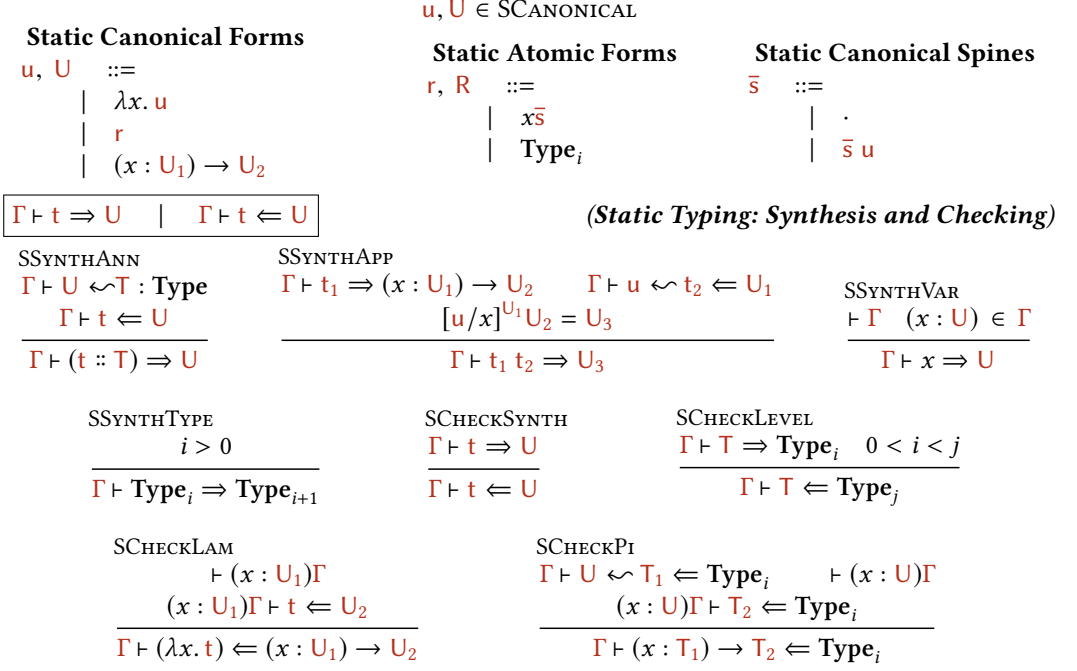 u, U ∈ SCANONICAL
Static Canonical Forms
u, U ::=
| λx. u
| r
| (x : U₁) → U₂
Static Atomic Forms
r, R ::=
| xs̄
| Typeᵢ
Static Canonical Spines
s̄ ::=
| ·
| s̄ u
Γ ⊢ t ⇒ U | Γ ⊢ t ⇐ U
(Static Typing: Synthesis and Checking)
SSYNTHANN
Γ ⊢ U ↜ T : Type
Γ ⊢ t ⇐ U
Γ ⊢ (t :: T) ⇒ U
SSYNTHAPP
Γ ⊢ t₁ ⇒ (x : U₁) → U₂ Γ ⊢ u ↜ t₂ ⇐ U₁
[u/x]^U₁ U₂ = U₃
Γ ⊢ t₁ t₂ ⇒ U₃
SSYNTHVAR
⊢ Γ (x : U) ∈ Γ
Γ ⊢ x ⇒ U
SSYNTHTYPE
i > 0
Γ ⊢ Typeᵢ ⇒ Typeᵢ₊₁
SCHECKSYNTH
Γ ⊢ t ⇒ U
Γ ⊢ t ⇐ U
SCHECKLEVEL
Γ ⊢ T ⇒ Typeᵢ 0 < i < j
Γ ⊢ T ⇐ Typeⱼ
SCHECKLAM
⊢ (x : U₁)Γ
(x : U₁)Γ ⊢ t ⇐ U₂
Γ ⊢ (λx. t) ⇐ (x : U₁) → U₂
SCHECKPI
Γ ⊢ U ↜ T₁ ⇐ Typeᵢ ⊢ (x : U)Γ
(x : U)Γ ⊢ T₂ ⇐ Typeᵢ
Γ ⊢ (x : T₁) → T₂ ⇐ Typeᵢ